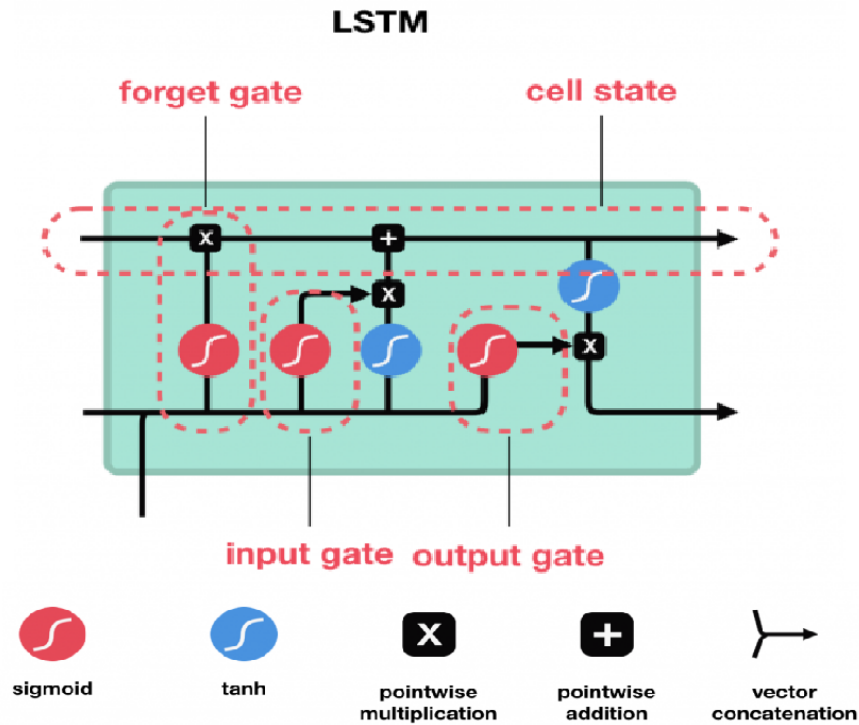 LSTM
forget gate
cell state
x
+
x
x
input gate
output gate
x
+
sigmoid
tanh
pointwise
multiplication
pointwise
addition
vector
concatenation